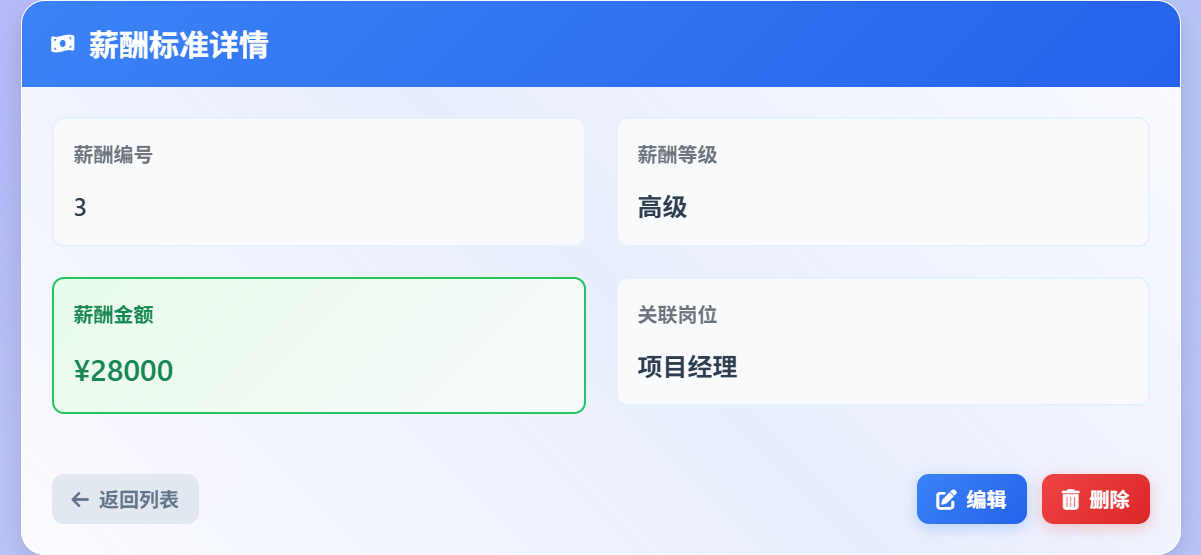 薪酬标准详情
薪酬编号
3
薪酬等级
高级
薪酬金额
¥28000
关联岗位
项目经理
返回列表
编辑
删除